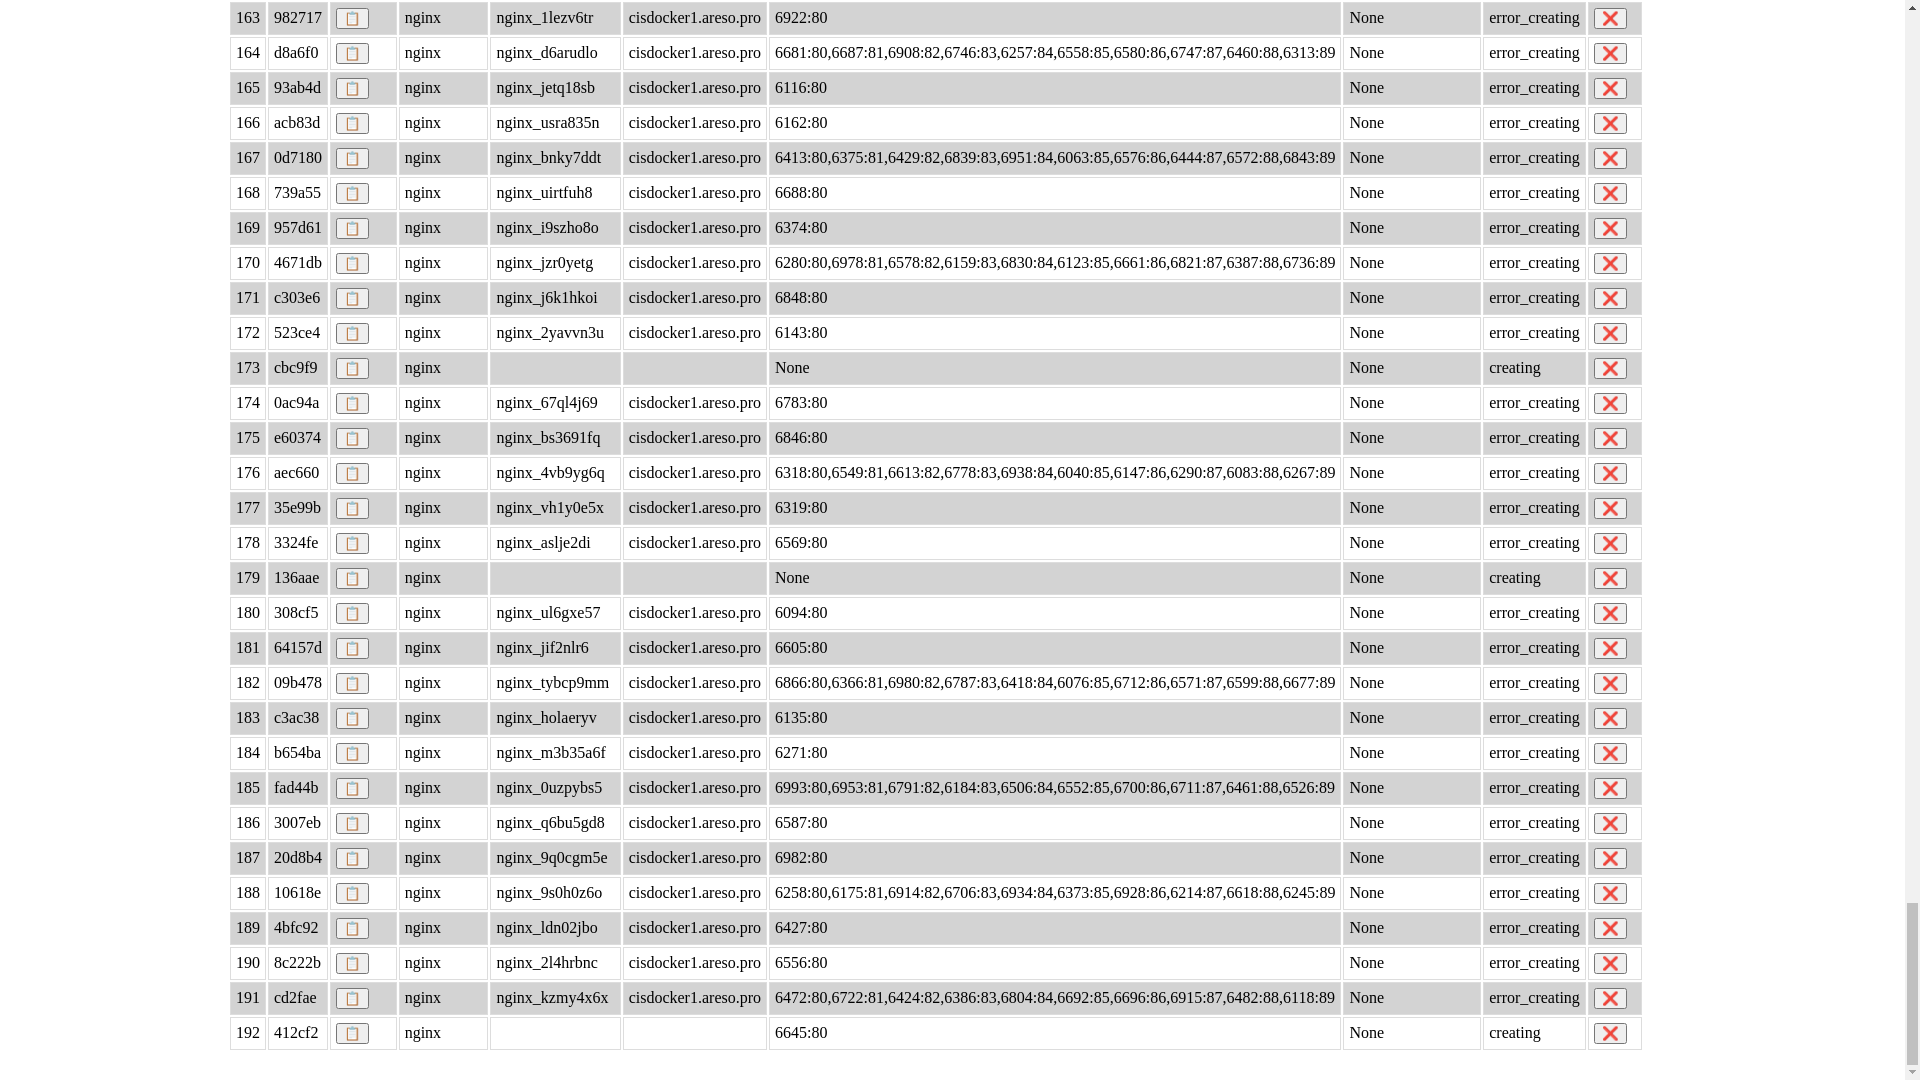 163 982717 nginx nginx_1lezv6tr cisdocker1.areso.pro 6922:80 None error_creating
164 d8a6f0 nginx nginx_d6arudlo cisdocker1.areso.pro 6681:80,6687:81,6908:82,6746:83,6257:84,6558:85,6580:86,6747:87,6460:88,6313:89 None error_creating
165 93ab4d nginx nginx_jetq18sb cisdocker1.areso.pro 6116:80 None error_creating
166 acb83d nginx nginx_usra835n cisdocker1.areso.pro 6162:80 None error_creating
167 0d7180 nginx nginx_bnky7ddt cisdocker1.areso.pro 6413:80,6375:81,6429:82,6839:83,6951:84,6063:85,6576:86,6444:87,6572:88,6843:89 None error_creating
168 739a55 nginx nginx_uirtfuh8 cisdocker1.areso.pro 6688:80 None error_creating
169 957d61 nginx nginx_i9szho8o cisdocker1.areso.pro 6374:80 None error_creating
170 4671db nginx nginx_jzr0yetg cisdocker1.areso.pro 6280:80,6978:81,6578:82,6159:83,6830:84,6123:85,6661:86,6821:87,6387:88,6736:89 None error_creating
171 c303e6 nginx nginx_j6k1hkoi cisdocker1.areso.pro 6848:80 None error_creating
172 523ce4 nginx nginx_2yavvn3u cisdocker1.areso.pro 6143:80 None error_creating
173 cbc9f9 nginx None None creating
174 0ac94a nginx nginx_67ql4j69 cisdocker1.areso.pro 6783:80 None error_creating
175 e60374 nginx nginx_bs3691fq cisdocker1.areso.pro 6846:80 None error_creating
176 aec660 nginx nginx_4vb9yg6q cisdocker1.areso.pro 6318:80,6549:81,6613:82,6778:83,6938:84,6040:85,6147:86,6290:87,6083:88,6267:89 None error_creating
177 35e99b nginx nginx_vh1y0e5x cisdocker1.areso.pro 6319:80 None error_creating
178 3324fe nginx nginx_aslje2di cisdocker1.areso.pro 6569:80 None error_creating
179 136aae nginx None None creating
180 308cf5 nginx nginx_ul6gxe57 cisdocker1.areso.pro 6094:80 None error_creating
181 64157d nginx nginx_jif2nlr6 cisdocker1.areso.pro 6605:80 None error_creating
182 09b478 nginx nginx_tybcp9mm cisdocker1.areso.pro 6866:80,6366:81,6980:82,6787:83,6418:84,6076:85,6712:86,6571:87,6599:88,6677:89 None error_creating
183 c3ac38 nginx nginx_holaeryv cisdocker1.areso.pro 6135:80 None error_creating
184 b654ba nginx nginx_m3b35a6f cisdocker1.areso.pro 6271:80 None error_creating
185 fad44b nginx nginx_0uzpybs5 cisdocker1.areso.pro 6993:80,6953:81,6791:82,6184:83,6506:84,6552:85,6700:86,6711:87,6461:88,6526:89 None error_creating
186 3007eb nginx nginx_q6bu5gd8 cisdocker1.areso.pro 6587:80 None error_creating
187 20d8b4 nginx nginx_9q0cgm5e cisdocker1.areso.pro 6982:80 None error_creating
188 10618e nginx nginx_9s0h0z6o cisdocker1.areso.pro 6258:80,6175:81,6914:82,6706:83,6934:84,6373:85,6928:86,6214:87,6618:88,6245:89 None error_creating
189 4bfc92 nginx nginx_ldn02jbo cisdocker1.areso.pro 6427:80 None error_creating
190 8c222b nginx nginx_2l4hrbnc cisdocker1.areso.pro 6556:80 None error_creating
191 cd2fae nginx nginx_kzmy4x6x cisdocker1.areso.pro 6472:80,6722:81,6424:82,6386:83,6804:84,6692:85,6696:86,6915:87,6482:88,6118:89 None error_creating
192 412cf2 nginx 6645:80 None creating